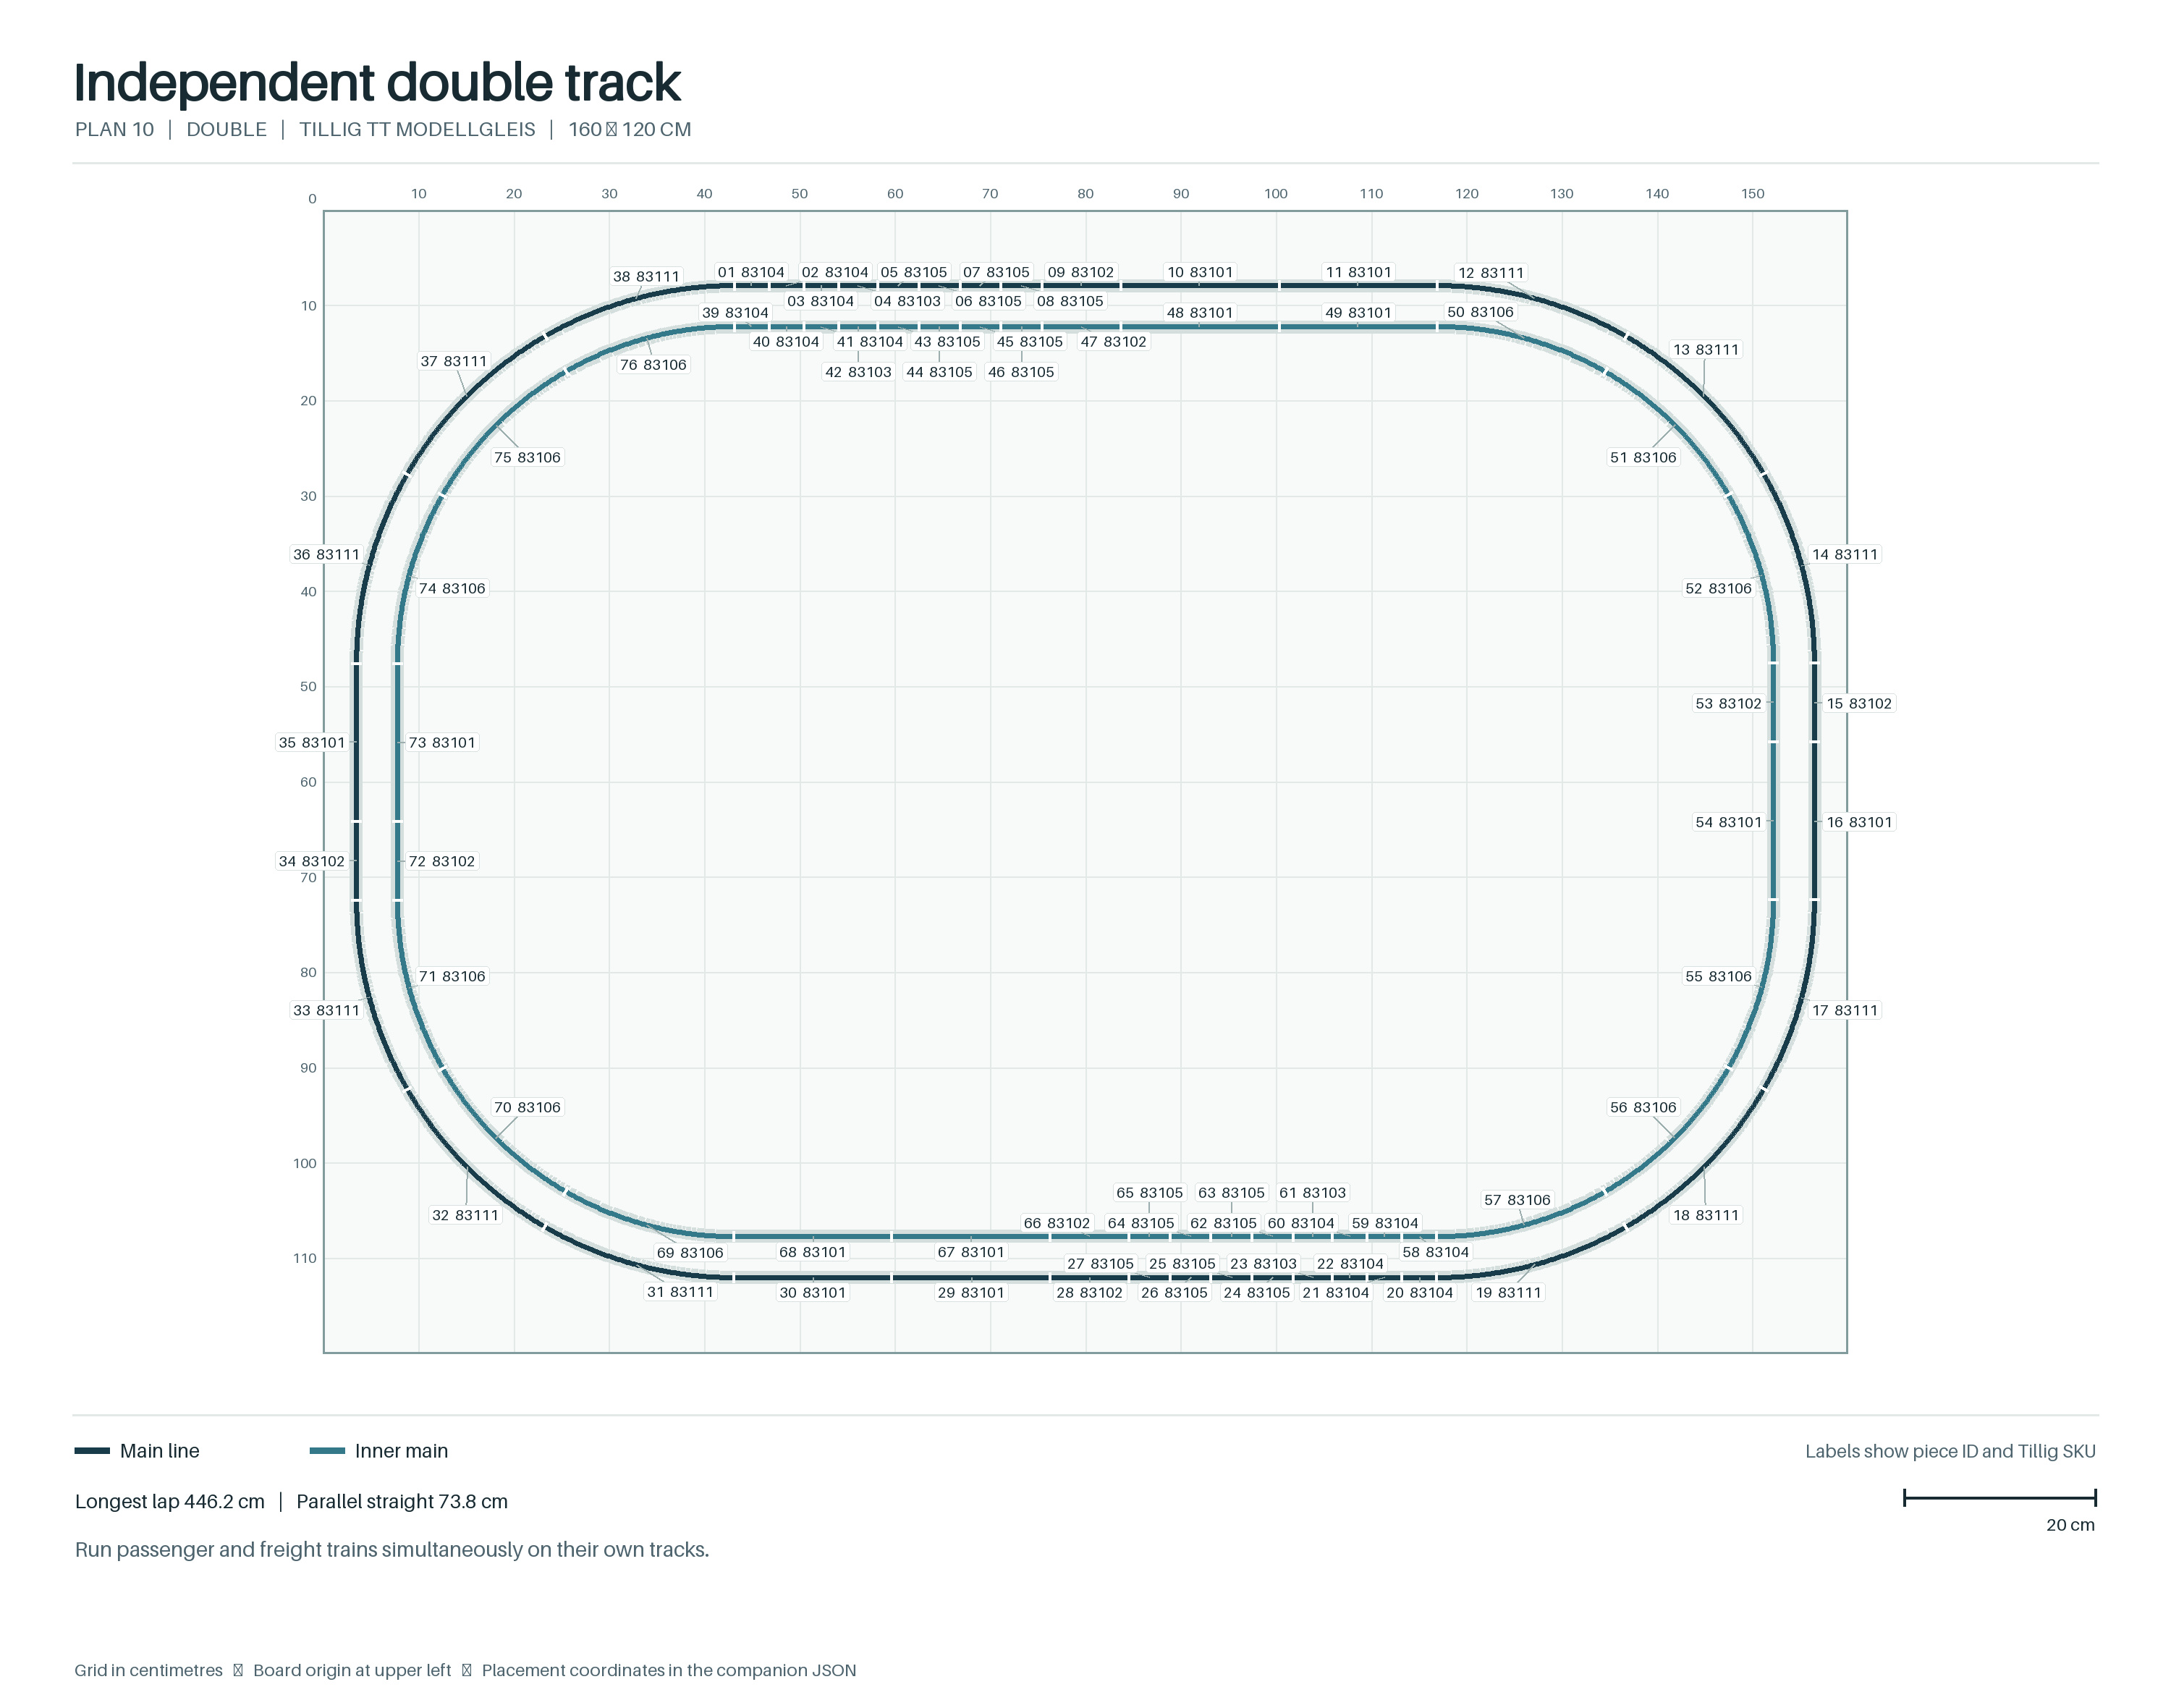 Independent double track
PLAN 10 | DOUBLE | TILLIG TT MODELLGLEIS | 160 120 CM
0 10 20 30 40 50 60 70 80 90 100 110 120 130 140 150
38 83111 01 83104 02 83104 05 83105 07 83105 09 83102 10 83101 11 83101 12 83111
10 03 83104 04 83103 06 83105 08 83105
39 83104 48 83101 49 83101 50 83106
40 83104 41 83104 43 83105 45 83105 47 83102
13 83111
37 83111 76 83106
42 83103 44 83105 46 83105
20
75 83106 51 83106
30
36 83111 14 83111
40 74 83106 52 83106
50
53 83102 15 83102
35 83101 73 83101
60
54 83101 16 83101
34 83102 72 83102
70
80 71 83106 55 83106
33 83111 17 83111
90
70 83106 56 83106
100
65 83105 63 83105 61 83103
57 83106
32 83111 18 83111
66 83102 64 83105 62 83105 60 83104 59 83104
69 83106 68 83101 67 83101 58 83104
110 27 83105 25 83105 23 83103 22 83104
31 83111 30 83101 29 83101 28 83102 26 83105 24 83105 21 83104 20 83104 19 83111
Main line Inner main Labels show piece ID and Tillig SKU
Longest lap 446.2 cm | Parallel straight 73.8 cm
20 cm
Run passenger and freight trains simultaneously on their own tracks.
Grid in centimetres Board origin at upper left Placement coordinates in the companion JSON